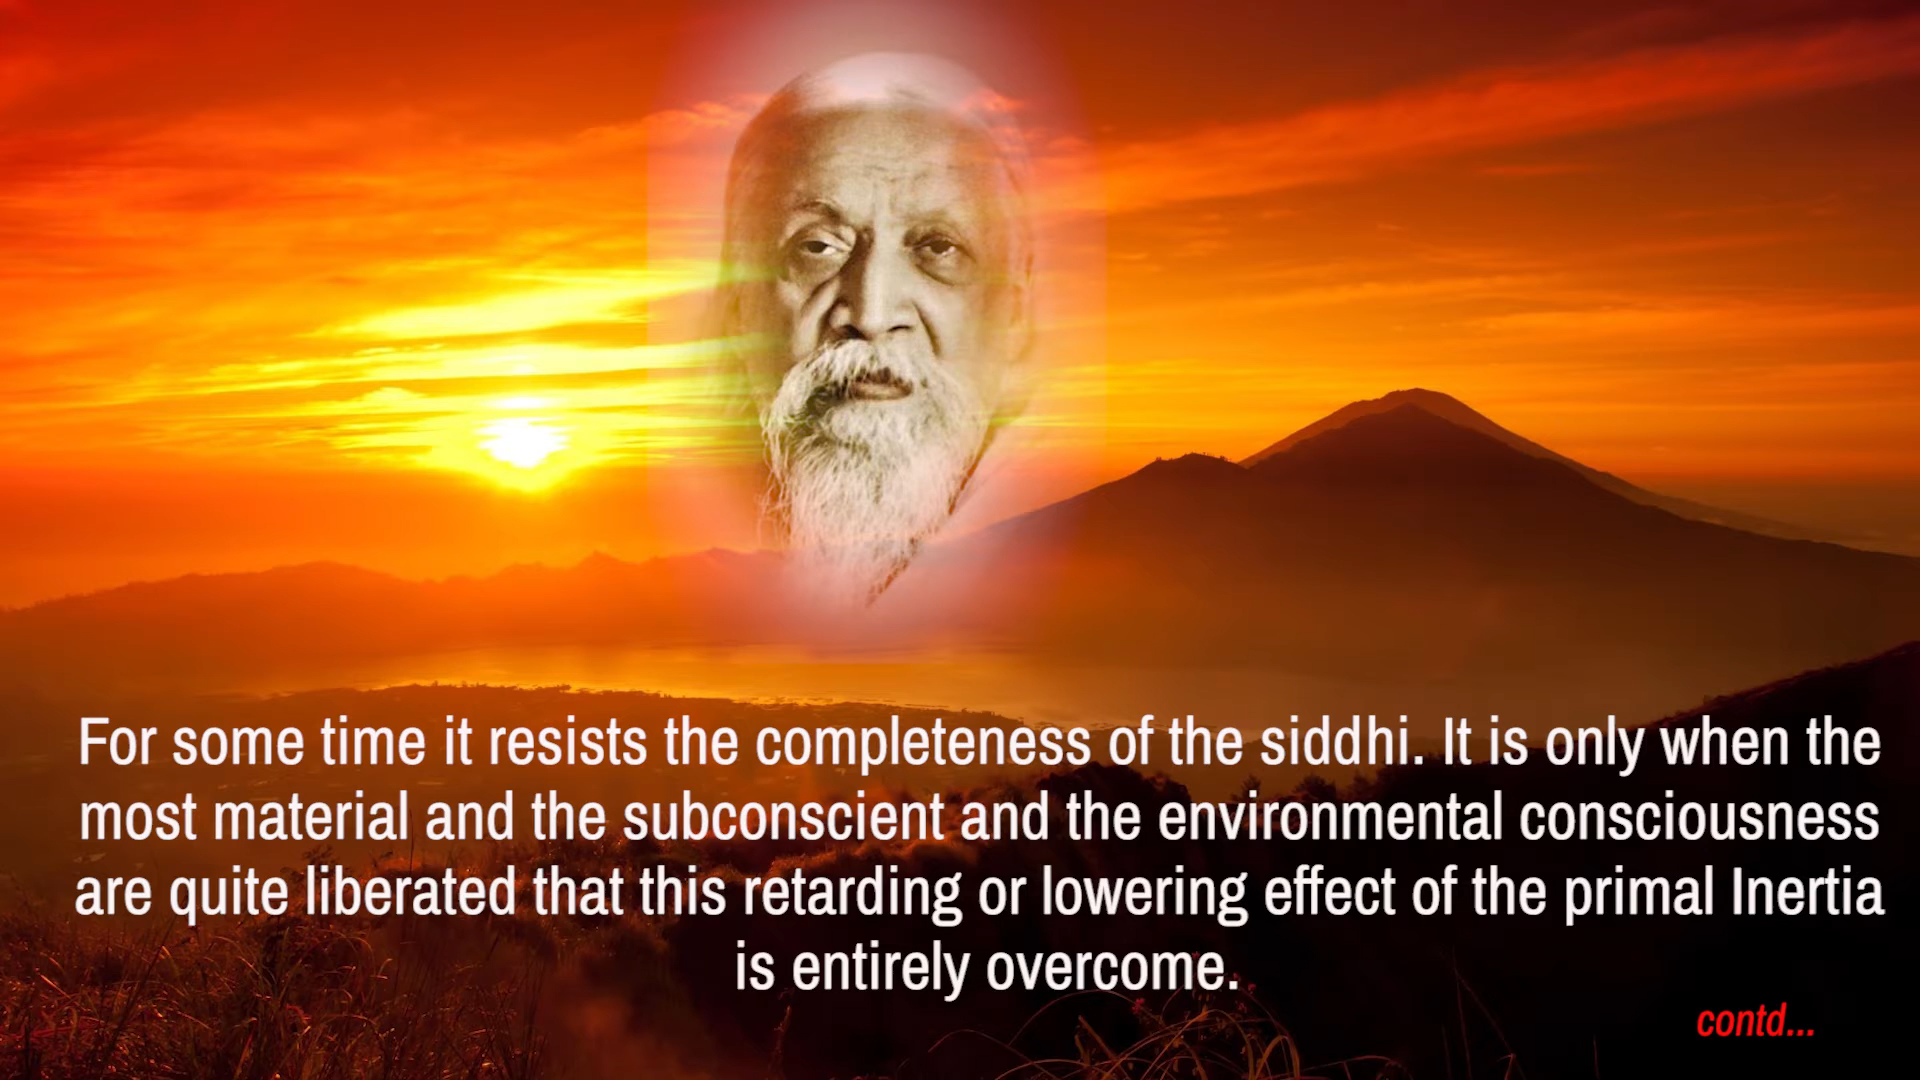 For some time it resists the completeness of the siddhi. It is only when the
most material and the subconscient and the environmental consciousness
are quite liberated that this retarding or lowering effect of the primal Inertia
is entirely overcome.
contd...